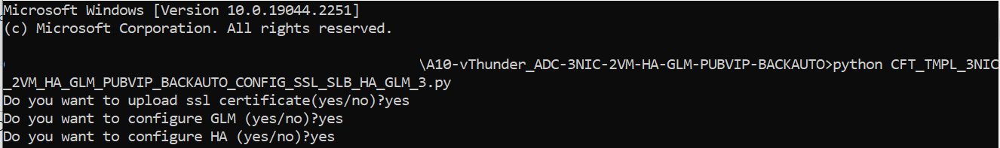 Microsoft Windows [Version 10.0.19044.2251]
(c) Microsoft Corporation. All rights reserved.
\A10-vThunder_ADC-3NIC-2VM-HA-GLM-PUBVIP-BACKAUTO>python CFT_TMPL_3NIC
_2VM_HA_GLM_PUBVIP_BACKAUTO_CONFIG_SSL_SLB_HA_GLM_3.py
Do you want to upload ssl certificate(yes/no)?yes
Do you want to configure GLM (yes/no)?yes
Do you want to configure HA (yes/no)?yes